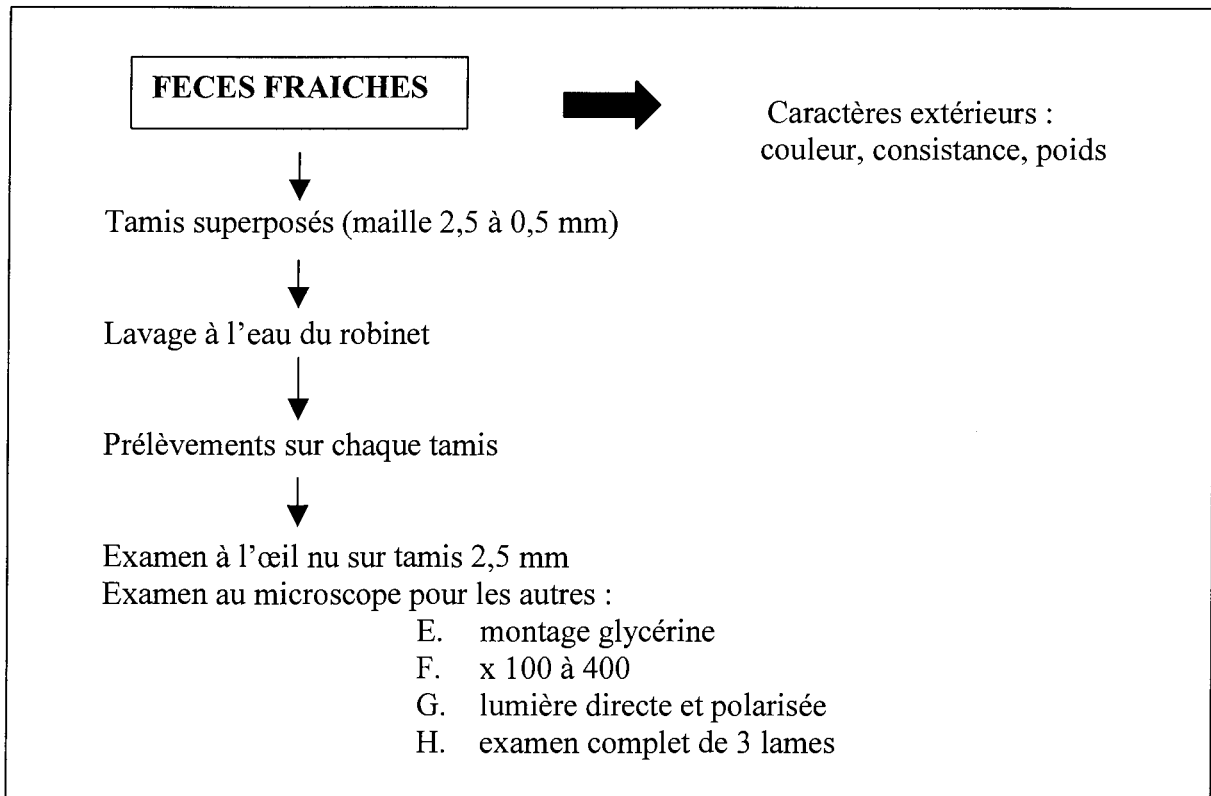 FECES FRAICHES
Caractères extérieurs :
couleur, consistance, poids
Tamis superposés (maille 2,5 à 0,5 mm)
Lavage à l’eau du robinet
Prélèvements sur chaque tamis
Examen à l’œil nu sur tamis 2,5 mm
Examen au microscope pour les autres :
E. montage glycérine
F. x 100 à 400
G. lumière directe et polarisée
H. examen complet de 3 lames